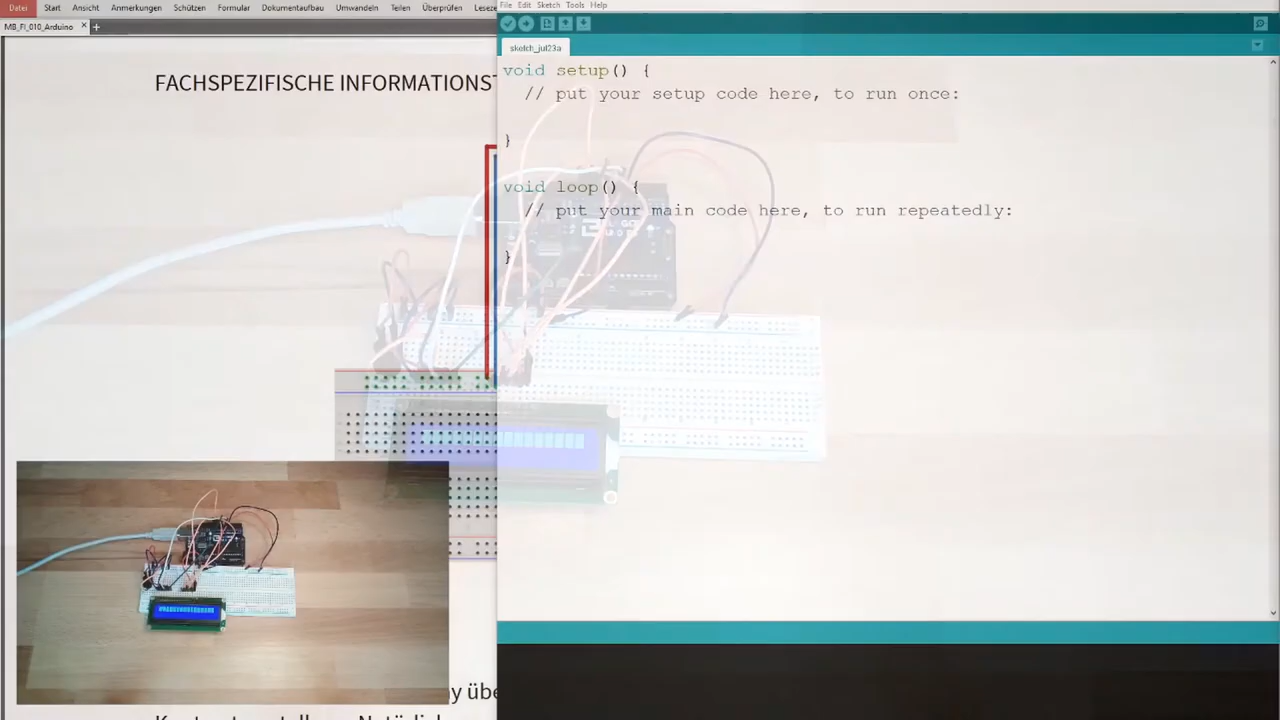 Datei Start Ansicht Anmerkungen Schützen Formular Dokumentaufbau Umwandeln Teilen Überprüfen
MB_FI_010_Arduino
FACHSPEZIFISCHE
File Edit Sketch Tools Help
sketch_jul23a
void setup() {
// put your setup code here, to run once:
}
void loop() {
// put your main code here, to run repeatedly:
}